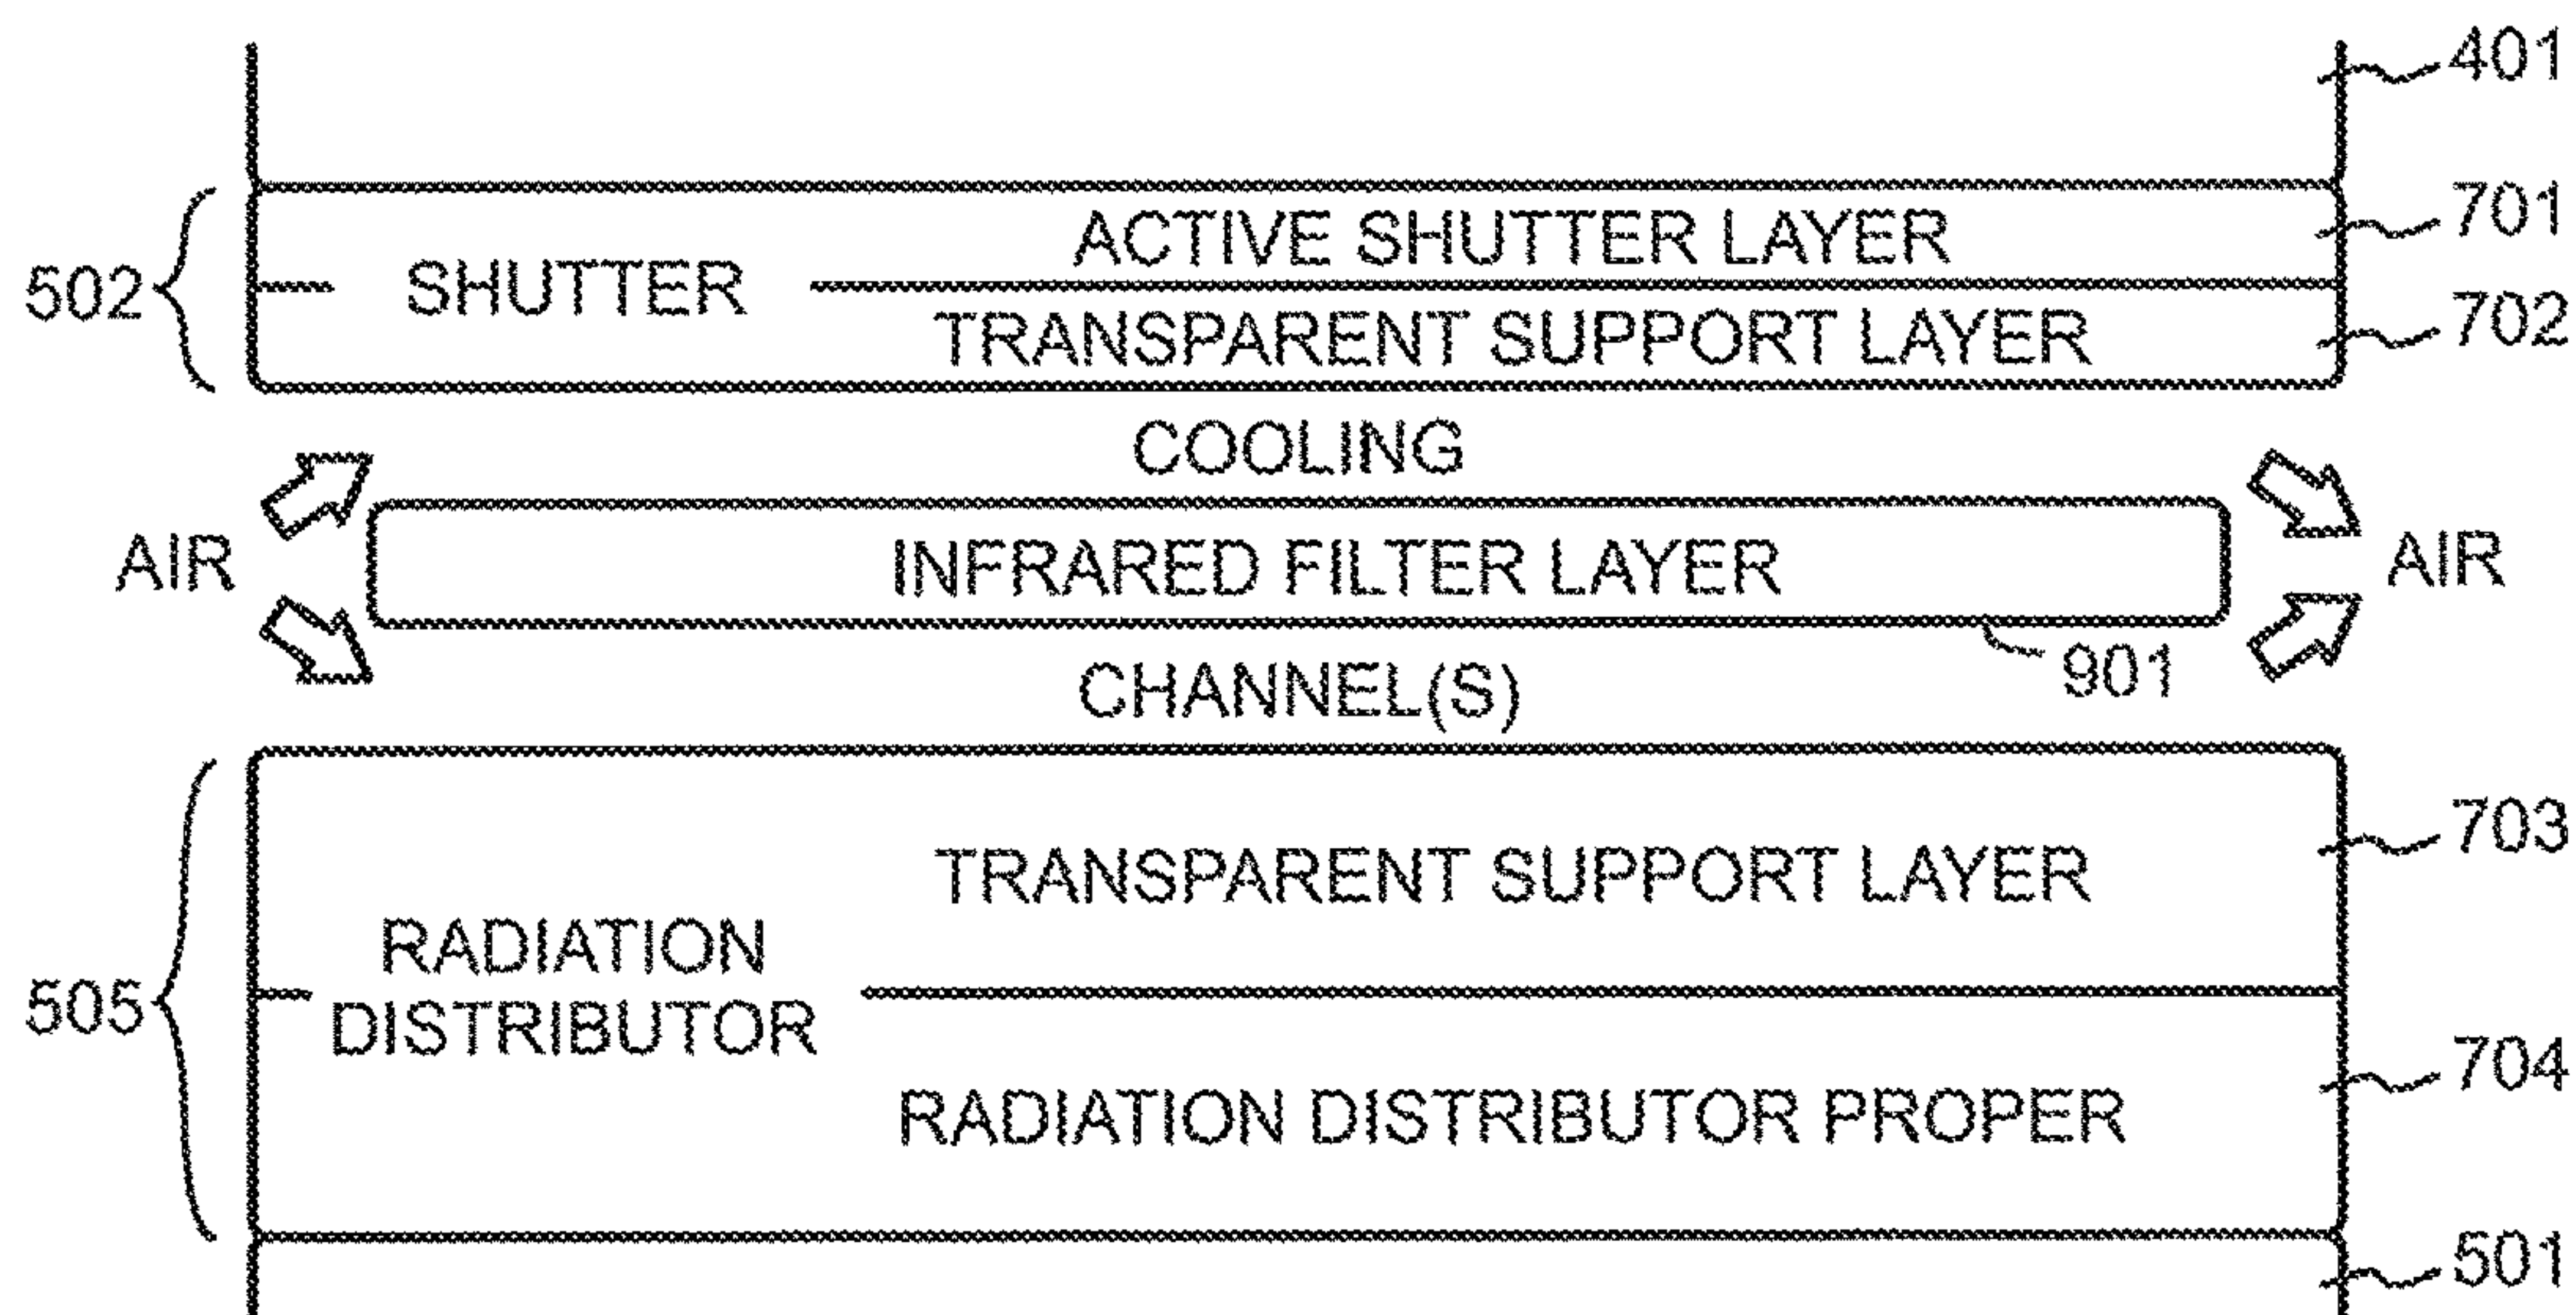 401
ACTIVE SHUTTER LAYER 701
502 SHUTTER
TRANSPARENT SUPPORT LAYER 702
COOLING
AIR INFRARED FILTER LAYER AIR
901
CHANNEL(S)
TRANSPARENT SUPPORT LAYER 703
RADIATION
505 DISTRIBUTOR
RADIATION DISTRIBUTOR PROPER 704
501